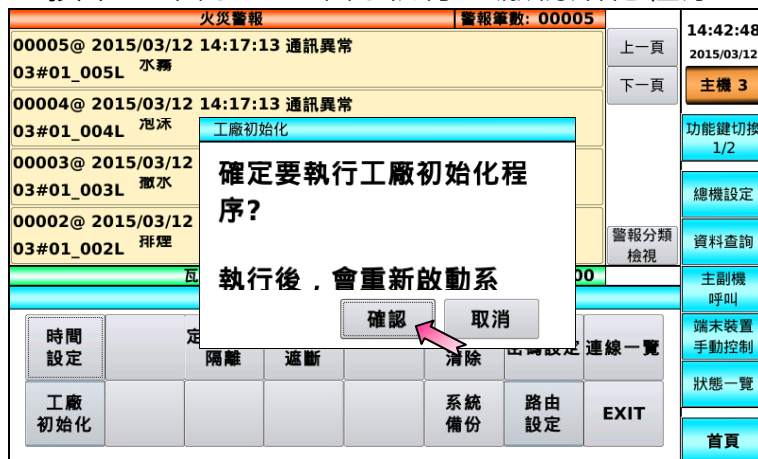 火災警報
警報筆數: 00005
00005@ 2015/03/12 14:17:13 通訊異常
03#01_005L 水霧
00004@ 2015/03/12 14:17:13 通訊異常
03#01_004L 泡沫
00003@ 2015/03/12
03#01_003L 撒水
00002@ 2015/03/12
03#01_002L 排煙
上一頁
下一頁
警報分類
檢視
工廠初始化
確定要執行工廠初始化程
序?
執行後，會重新啟動系
確認
取消
瓦
00
時間
設定
定
隔離
遮斷
清除
連線一覽
工廠
初始化
系統
備份
路由
設定
EXIT
14:42:48
2015/03/12
主機 3
功能鍵切換
1/2
總機設定
資料查詢
主副機
呼叫
端末裝置
手動控制
狀態一覽
首頁